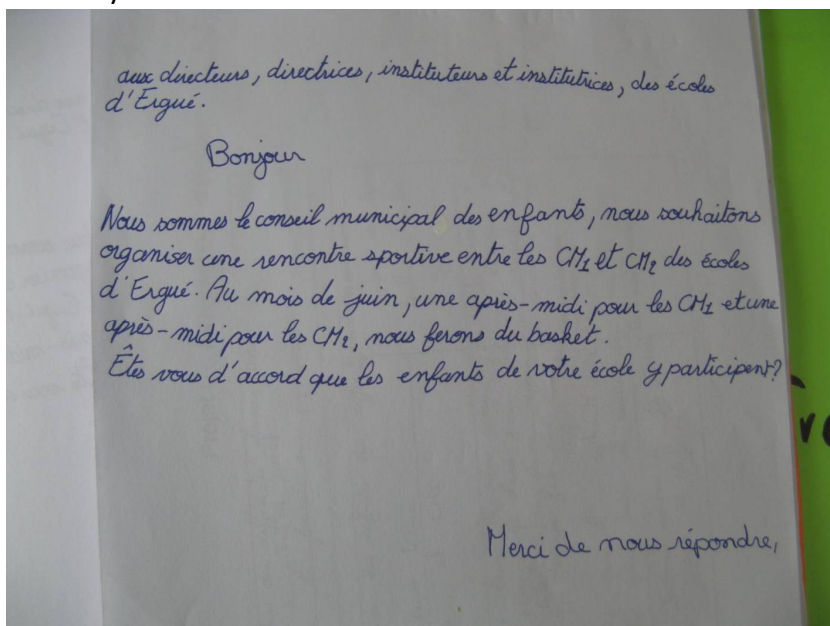 aux directeurs, directrices, instituteurs et institutrices, des écoles
d'Ergué.
Bonjour
Nous sommes le conseil municipal des enfants, nous souhaitons
organiser une rencontre sportive entre les CM1 et CM2 des écoles
d'Ergué. Au mois de juin, une après-midi pour les CM1 et une
après-midi pour les CM2, nous ferons du basket.
Êtes vous d'accord que les enfants de votre école y participent?
Merci de nous répondre,